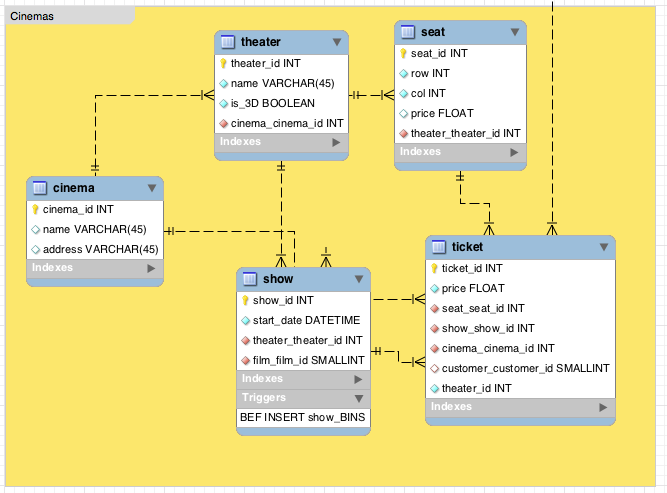 Cinemas
theater
theater_id INT
name VARCHAR(45)
is_3D BOOLEAN
cinema_cinema_id INT
Indexes
seat
seat_id INT
row INT
col INT
price FLOAT
theater_theater_id INT
Indexes
cinema
cinema_id INT
name VARCHAR(45)
address VARCHAR(45)
Indexes
show
show_id INT
start_date DATETIME
theater_theater_id INT
film_film_id SMALLINT
Indexes
Triggers
BEF INSERT show_BINS
ticket
ticket_id INT
price FLOAT
seat_seat_id INT
show_show_id INT
cinema_cinema_id INT
customer_customer_id SMALLINT
theater_id INT
Indexes